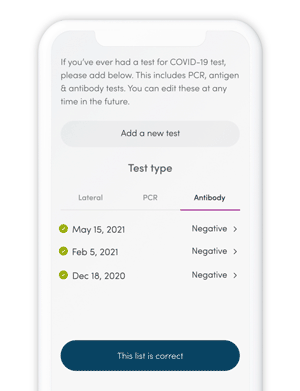 If you've ever had a test for COVID-19 test,
please add below. This includes PCR, antigen
& antibody tests. You can edit these at any
time in the future.
Add a new test
Test type
Lateral PCR Antibody
May 15, 2021 Negative >
Feb 5, 2021 Negative >
Dec 18, 2020 Negative >
This list is correct